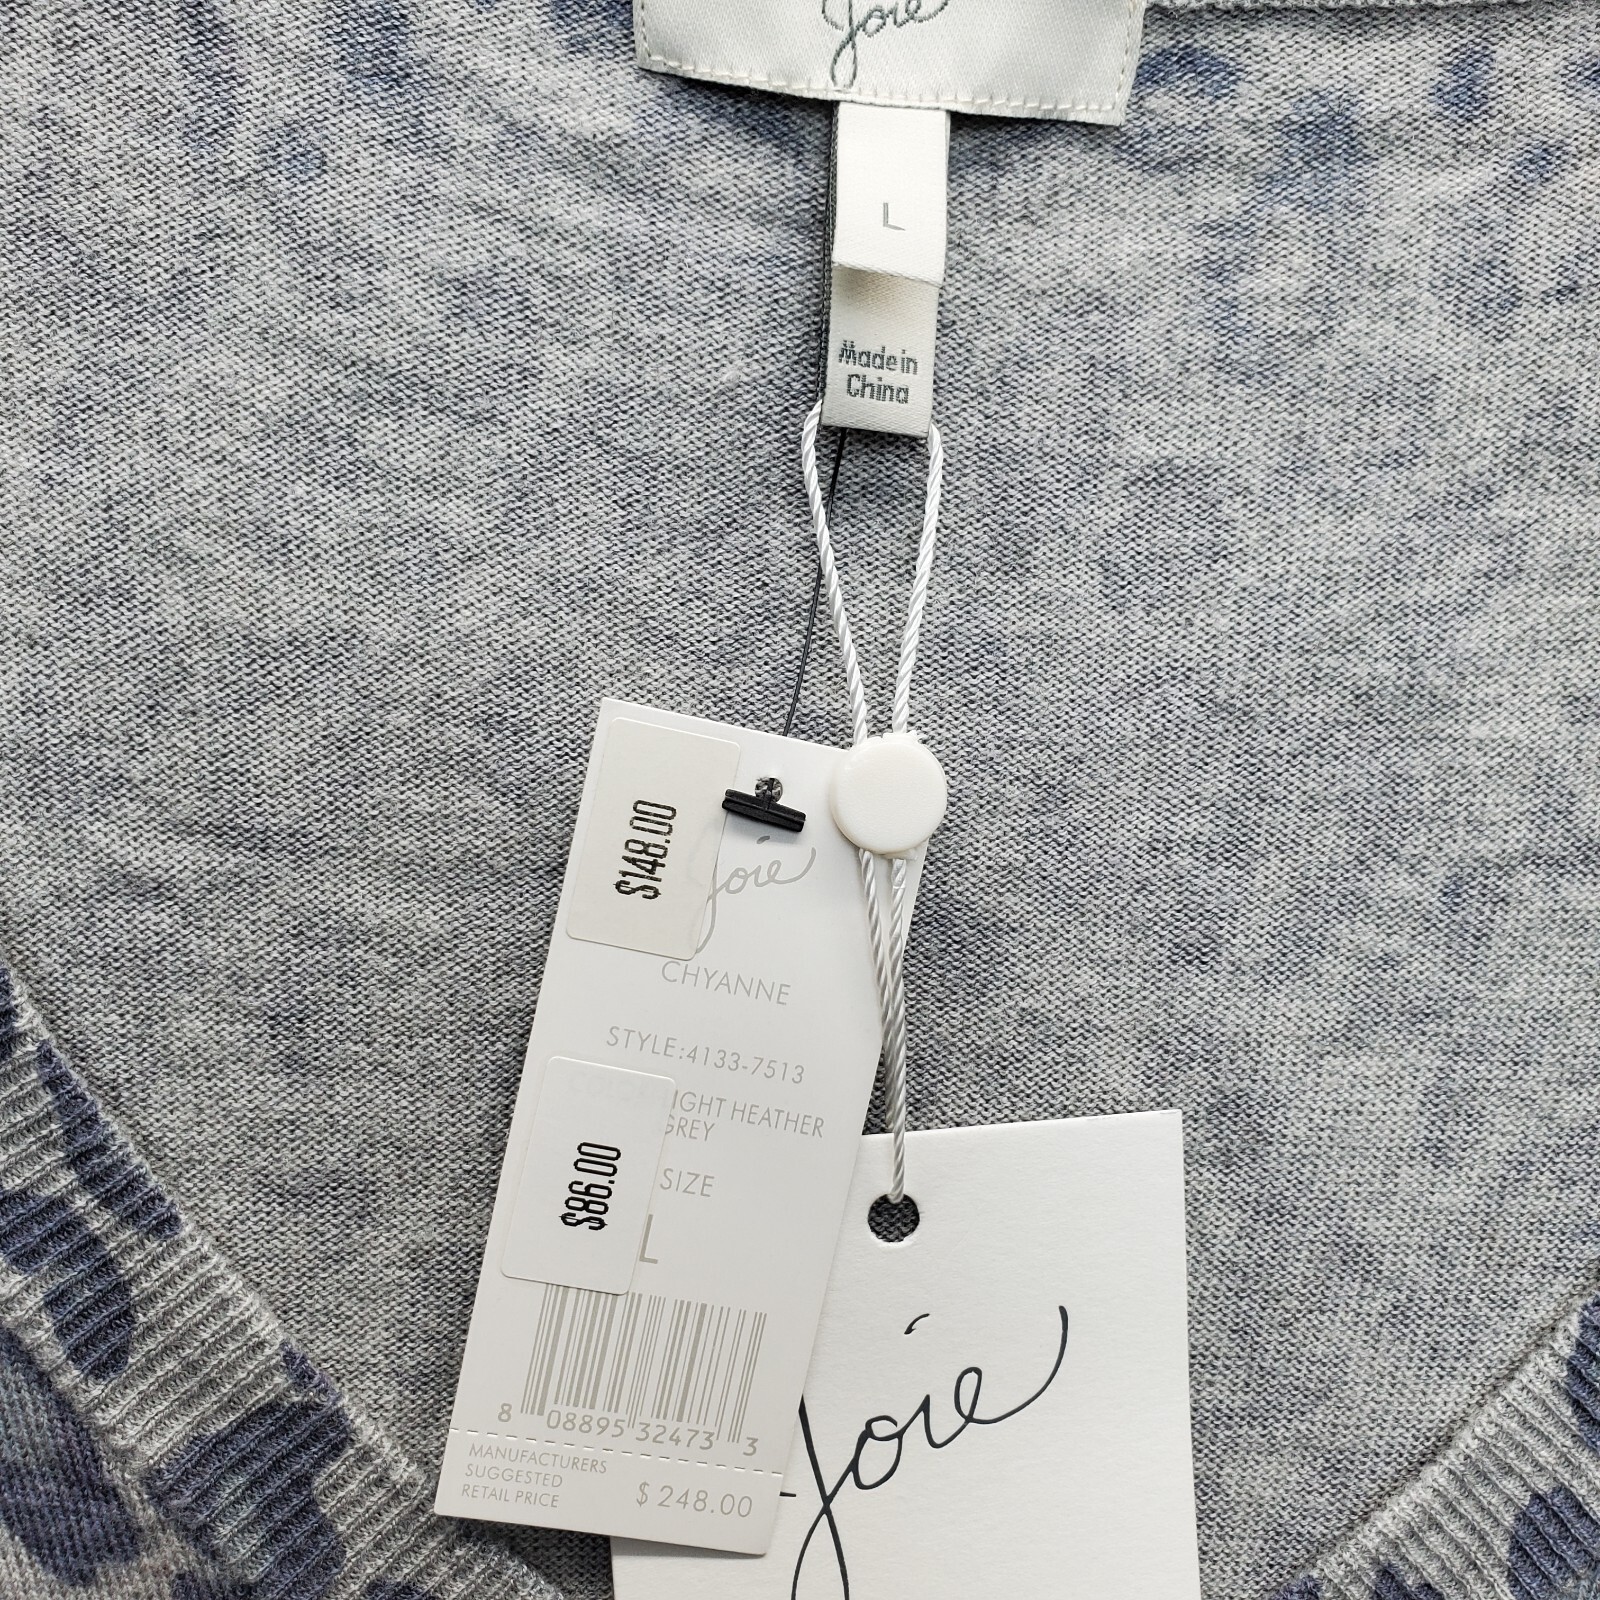 Joie
L
Made in
China
$148.00
Joie
CHYANNE
STYLE:4133-7513
IGHT HEATHER
GREY
$86.00
SIZE
L
8 08895 32473 3
MANUFACTURERS
SUGGESTED
RETAIL PRICE
$ 248.00
Joie